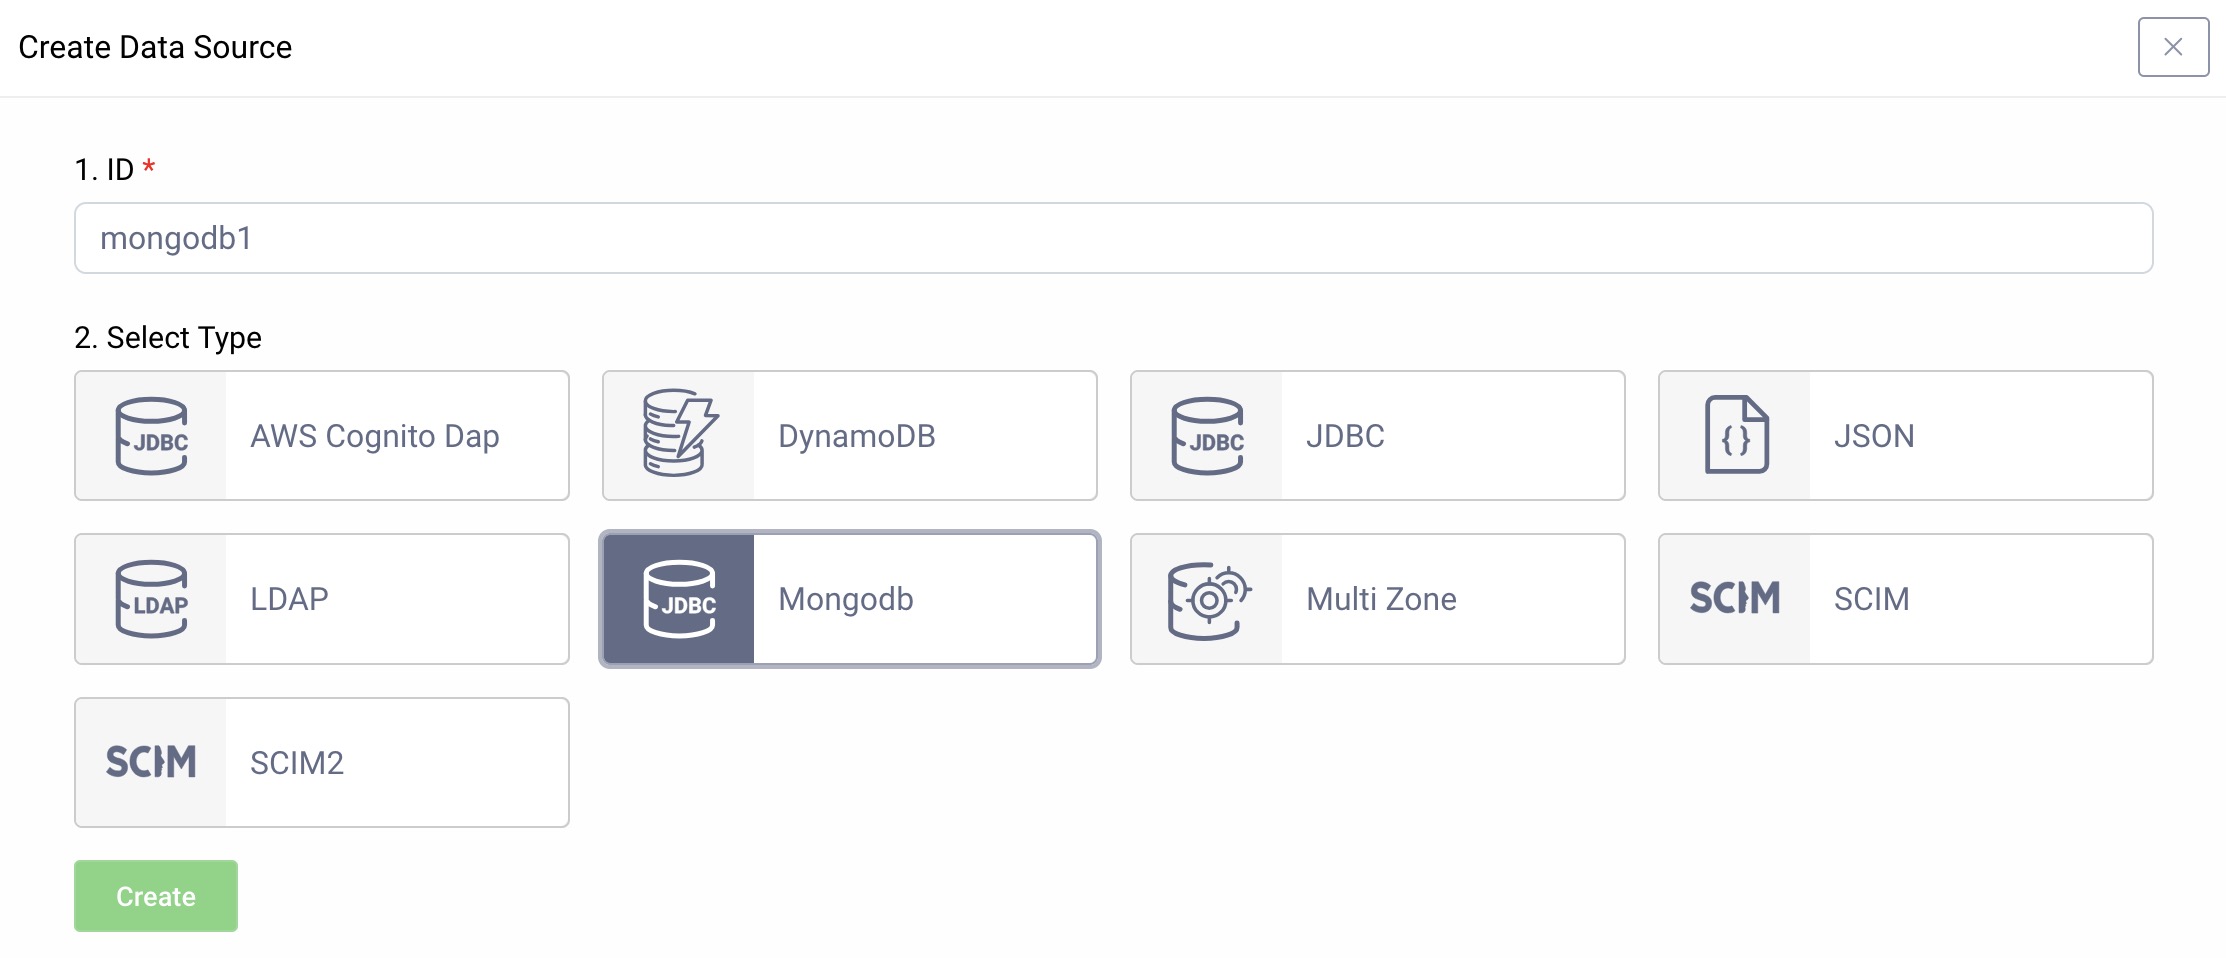 Create Data Source
1. ID *
mongodb1
2. Select Type
JDBC AWS Cognito Dap
DynamoDB
JDBC JDBC
{} JSON
LDAP LDAP
JDBC Mongodb
Multi Zone
SCIM SCIM
SCIM SCIM2
Create